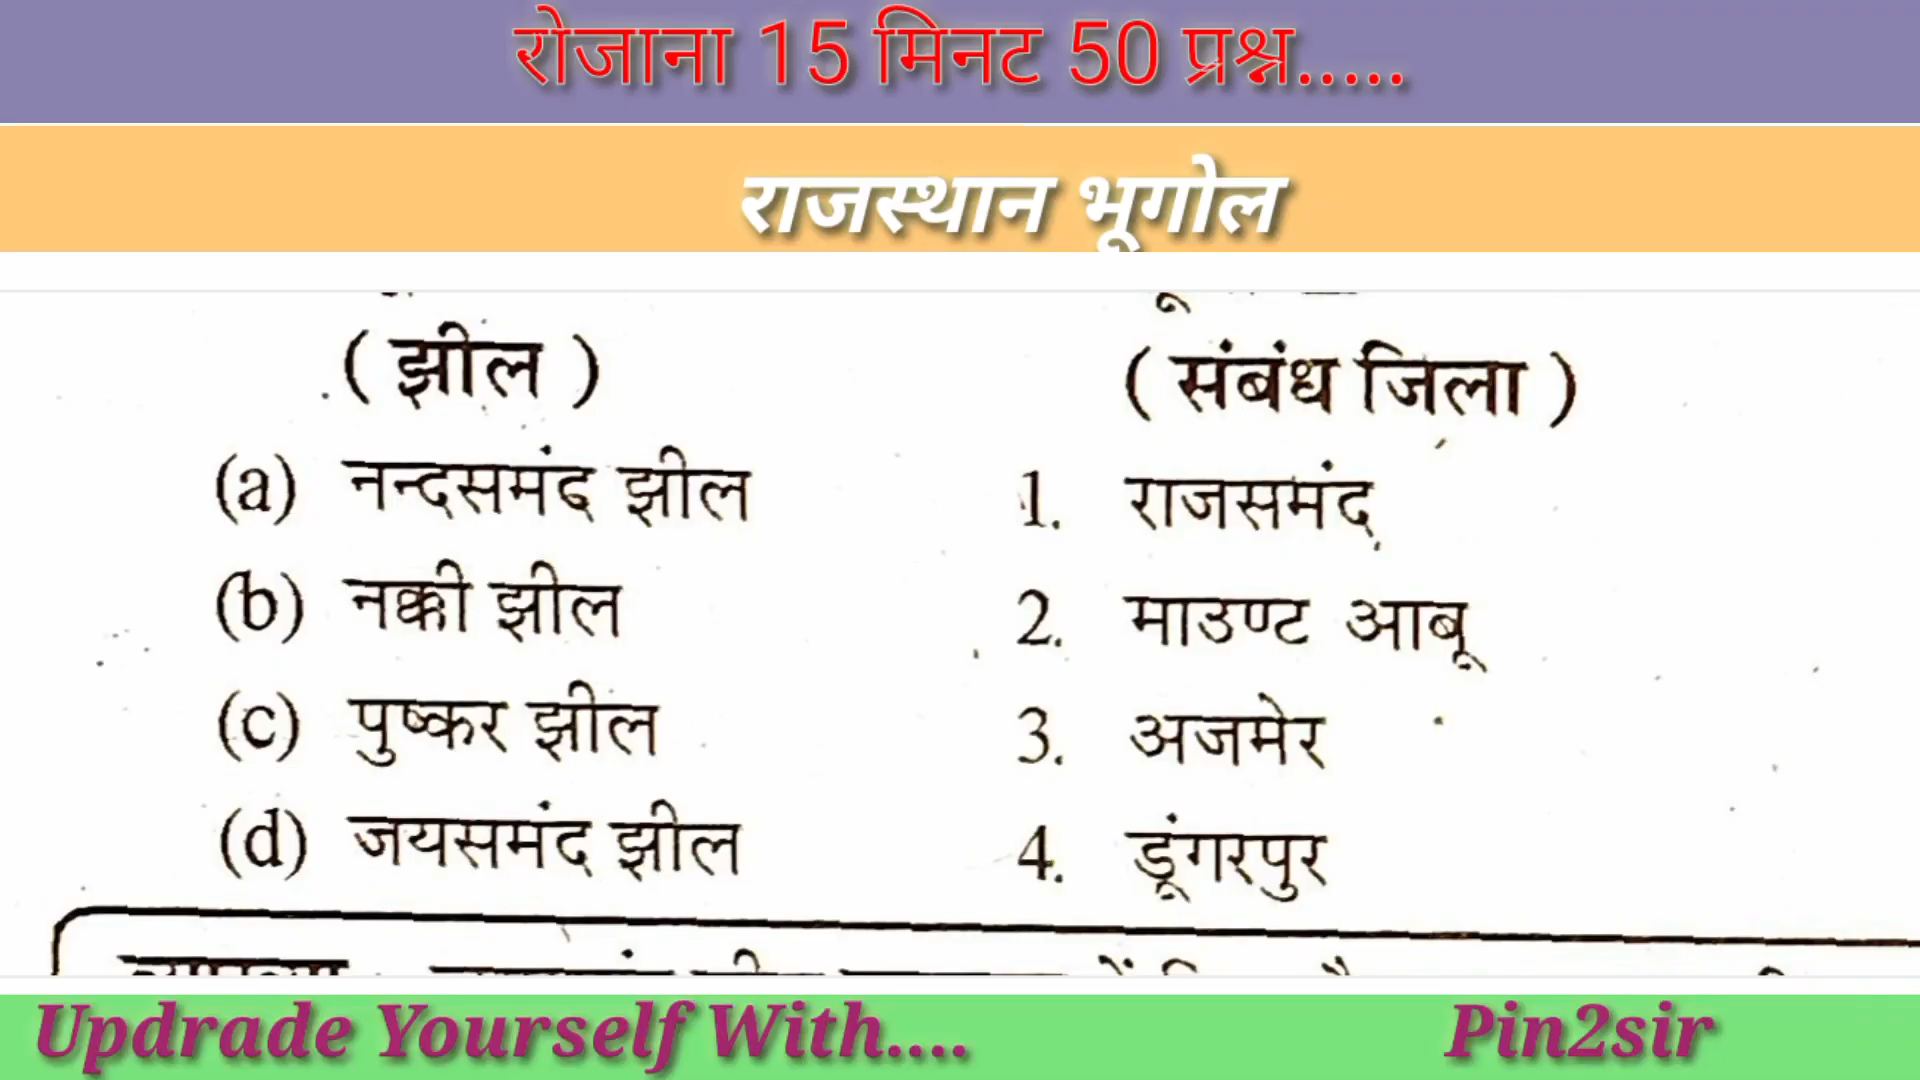 रोजाना 15 मिनट 50 प्रश्न.....
राजस्थान भूगोल
( झील ) ( संबंध जिला )
(a) नन्दसमंद झील 1. राजसमंद
(b) नक्की झील 2. माउण्ट आबू
(c) पुष्कर झील 3. अजमेर
(d) जयसमंद झील 4. डूंगरपुर
Updrade Yourself With.... Pin2sir